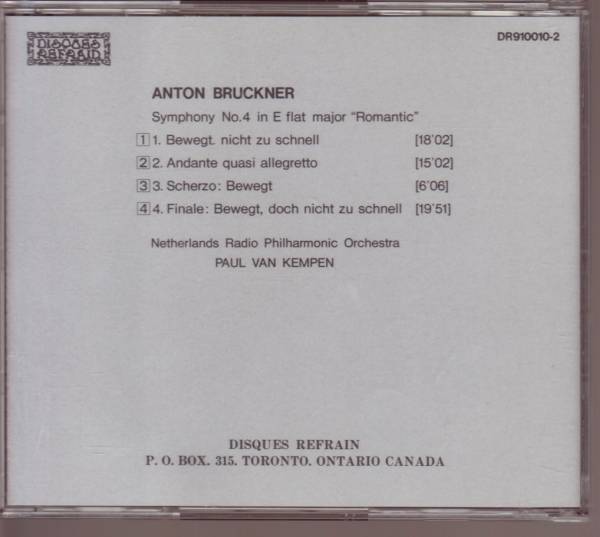 DISQUES
REFRAIN
DR910010-2
ANTON BRUCKNER
Symphony No.4 in E flat major "Romantic"
1 1. Bewegt. nicht zu schnell [18'02]
2 2. Andante quasi allegretto [15'02]
3 3. Scherzo: Bewegt [6'06]
4 4. Finale: Bewegt, doch nicht zu schnell [19'51]
Netherlands Radio Philharmonic Orchestra
PAUL VAN KEMPEN
DISQUES REFRAIN
P. O. BOX. 315. TORONTO. ONTARIO CANADA